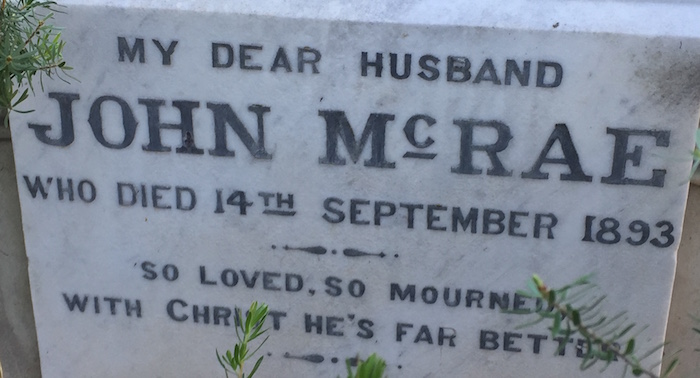 MY DEAR HUSBAND
JOHN McRAE
WHO DIED 14TH SEPTEMBER 1893
SO LOVED, SO MOURNED
WITH CHRIST HE'S FAR BETTER